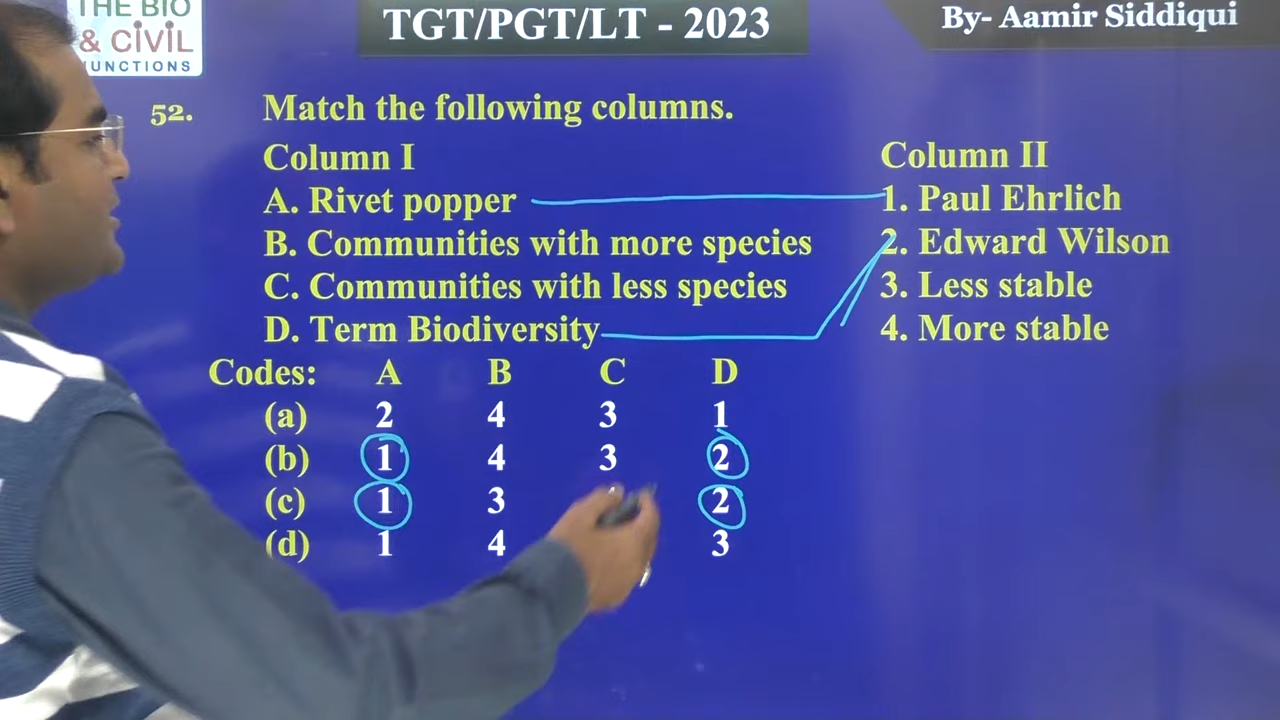 THE BIO
& CIVIL
JUNCTIONS
TGT/PGT/LT - 2023
By- Aamir Siddiqui
52. Match the following columns.
Column I Column II
A. Rivet popper 1. Paul Ehrlich
B. Communities with more species 2. Edward Wilson
C. Communities with less species 3. Less stable
D. Term Biodiversity 4. More stable
Codes: A B C D
(a) 2 4 3 1
(b) 1 4 3 2
(c) 1 3 2
(d) 1 4 3